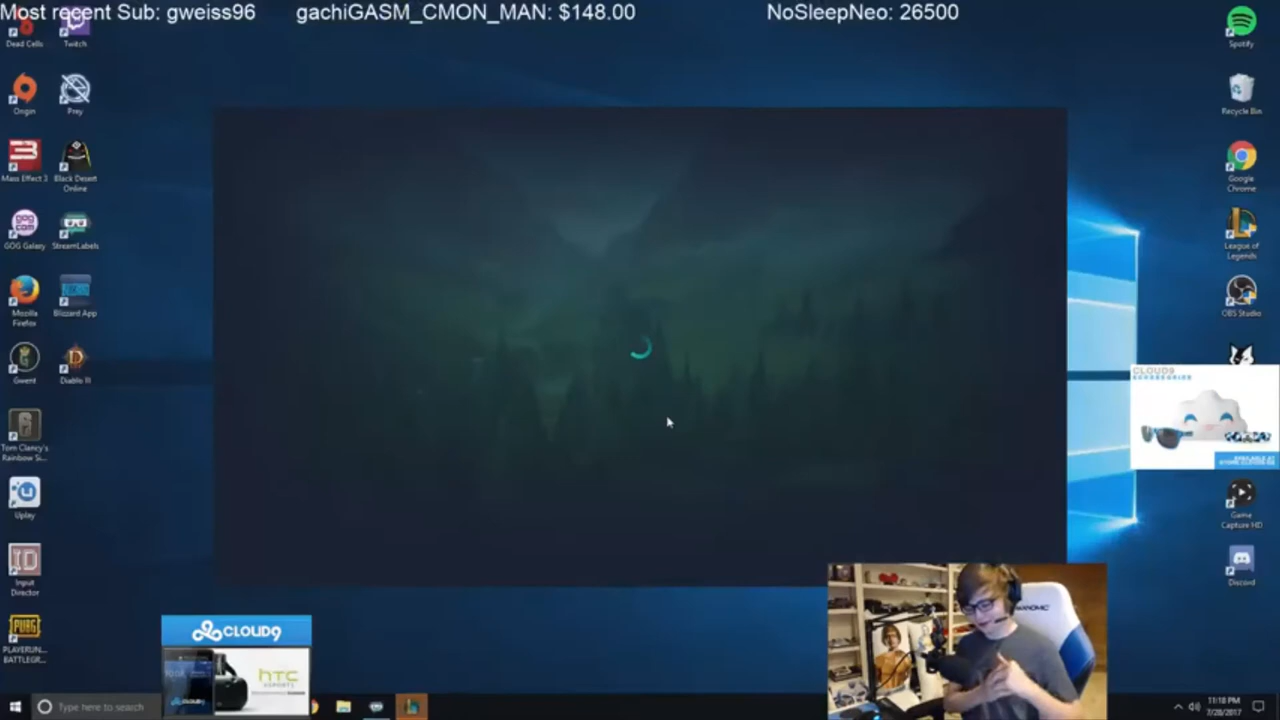 Most recent Sub: gweiss96
gachiGASM_CMON_MAN: $148.00
NoSleepNeo: 26500
Dead Cells
Twitch
Spotify
Origin
Prey
Recycle Bin
Mass Effect 3
Black Desert
Online
Google
Chrome
GOG Galaxy
StreamLabels
League of
Legends
Mozilla
Firefox
Blizzard App
OBS Studio
Gwent
Diablo III
CLOUD9
ACCESSORIES
Tom Clancy's
Rainbow Si...
Uplay
Game
Capture HD
Input
Director
Discord
PUBG
PLAYERUN...
BATTLEGR...
CLOUD9
hTC
Type here to search
11:18 PM
7/28/2017